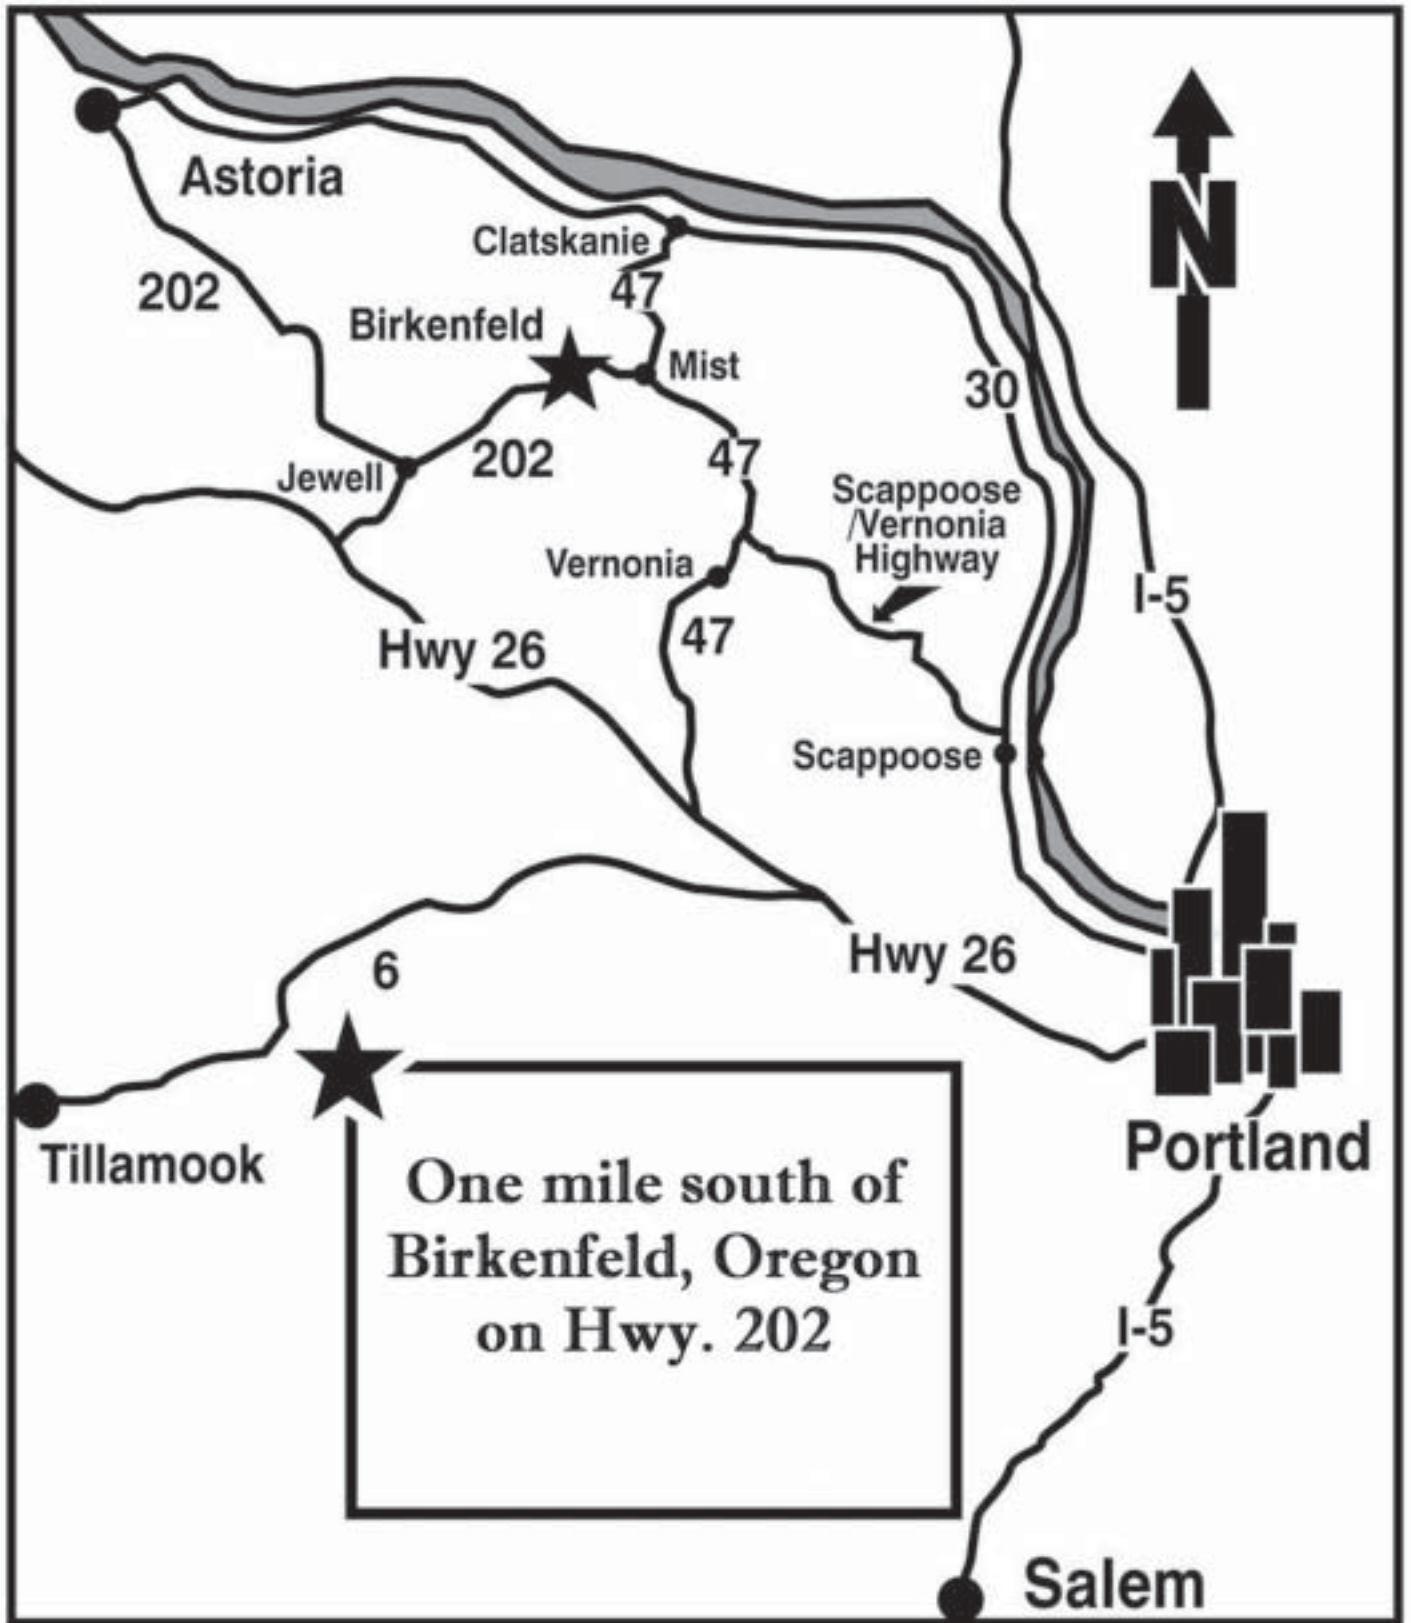 N
Astoria
Clatskanie
202
47
Birkenfeld
Mist
30
202
47
Jewell
Scappoose
/Vernonia
Highway
Vernonia
I-5
47
Hwy 26
Scappoose
Hwy 26
6
Portland
Tillamook
One mile south of
Birkenfeld, Oregon
on Hwy. 202
I-5
Salem